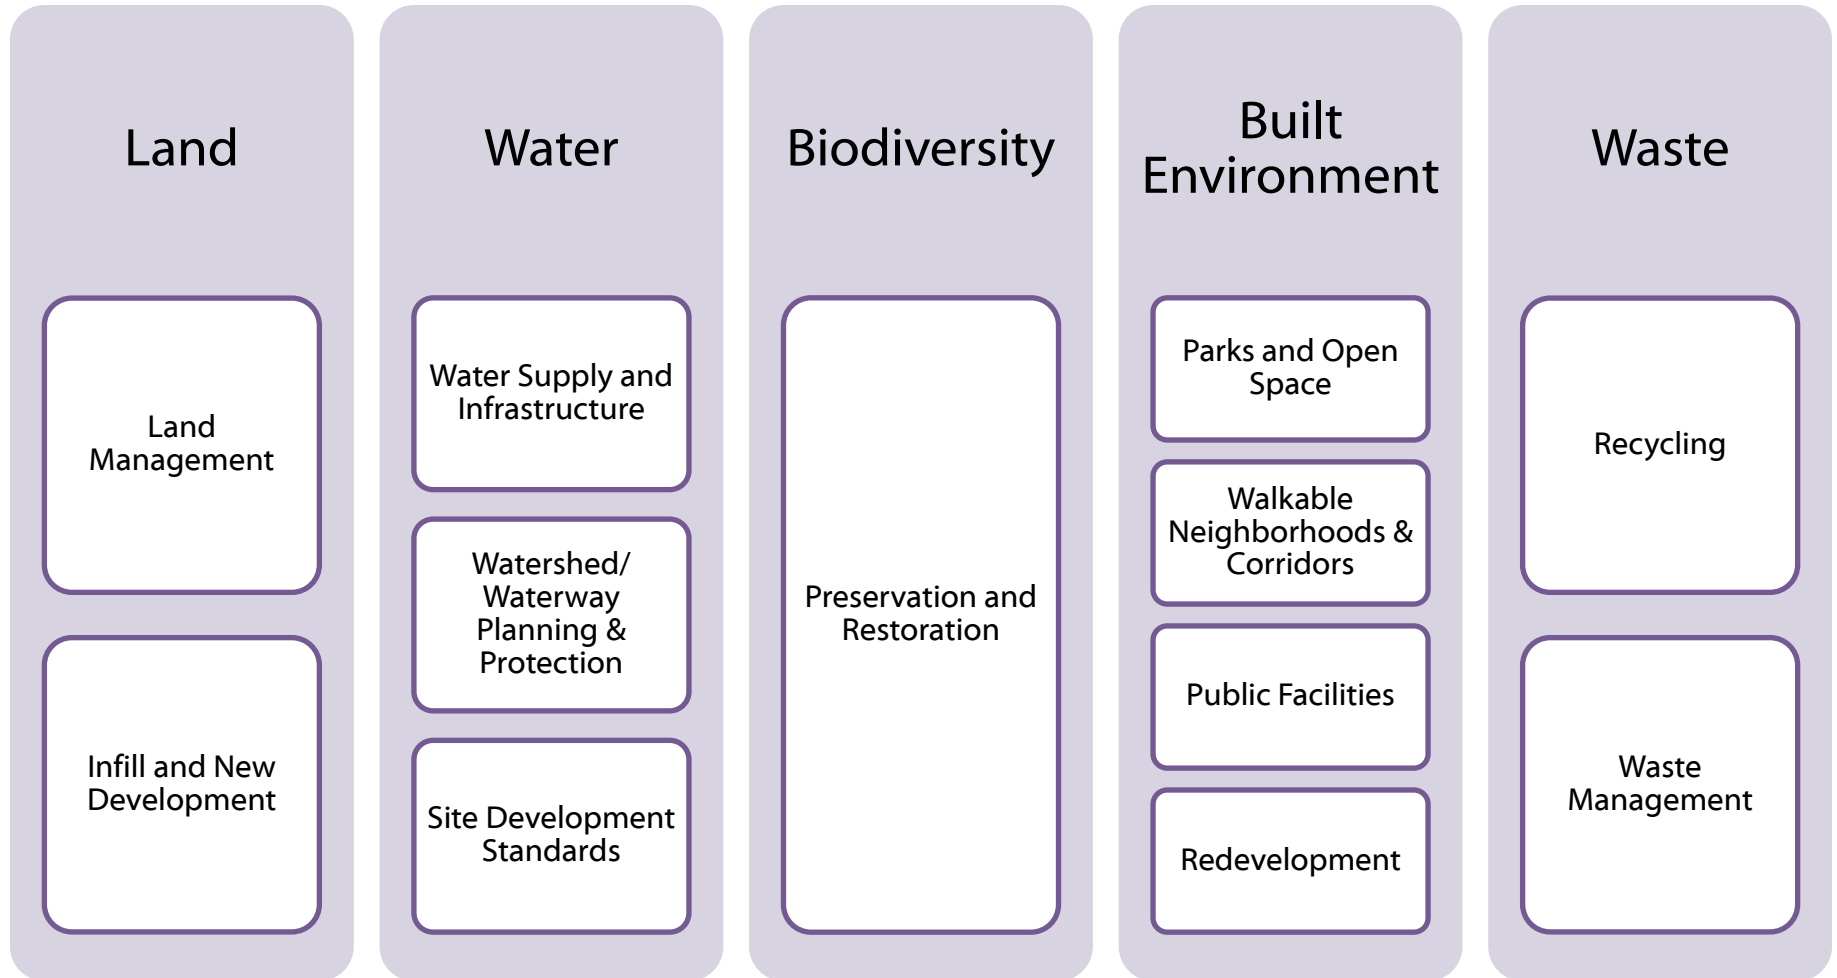 Land
Land
Management
Infill and New
Development
Water
Water Supply and
Infrastructure
Watershed/
Waterway
Planning &
Protection
Site Development
Standards
Biodiversity
Preservation and
Restoration
Built
Environment
Parks and Open
Space
Walkable
Neighborhoods &
Corridors
Public Facilities
Redevelopment
Waste
Recycling
Waste
Management